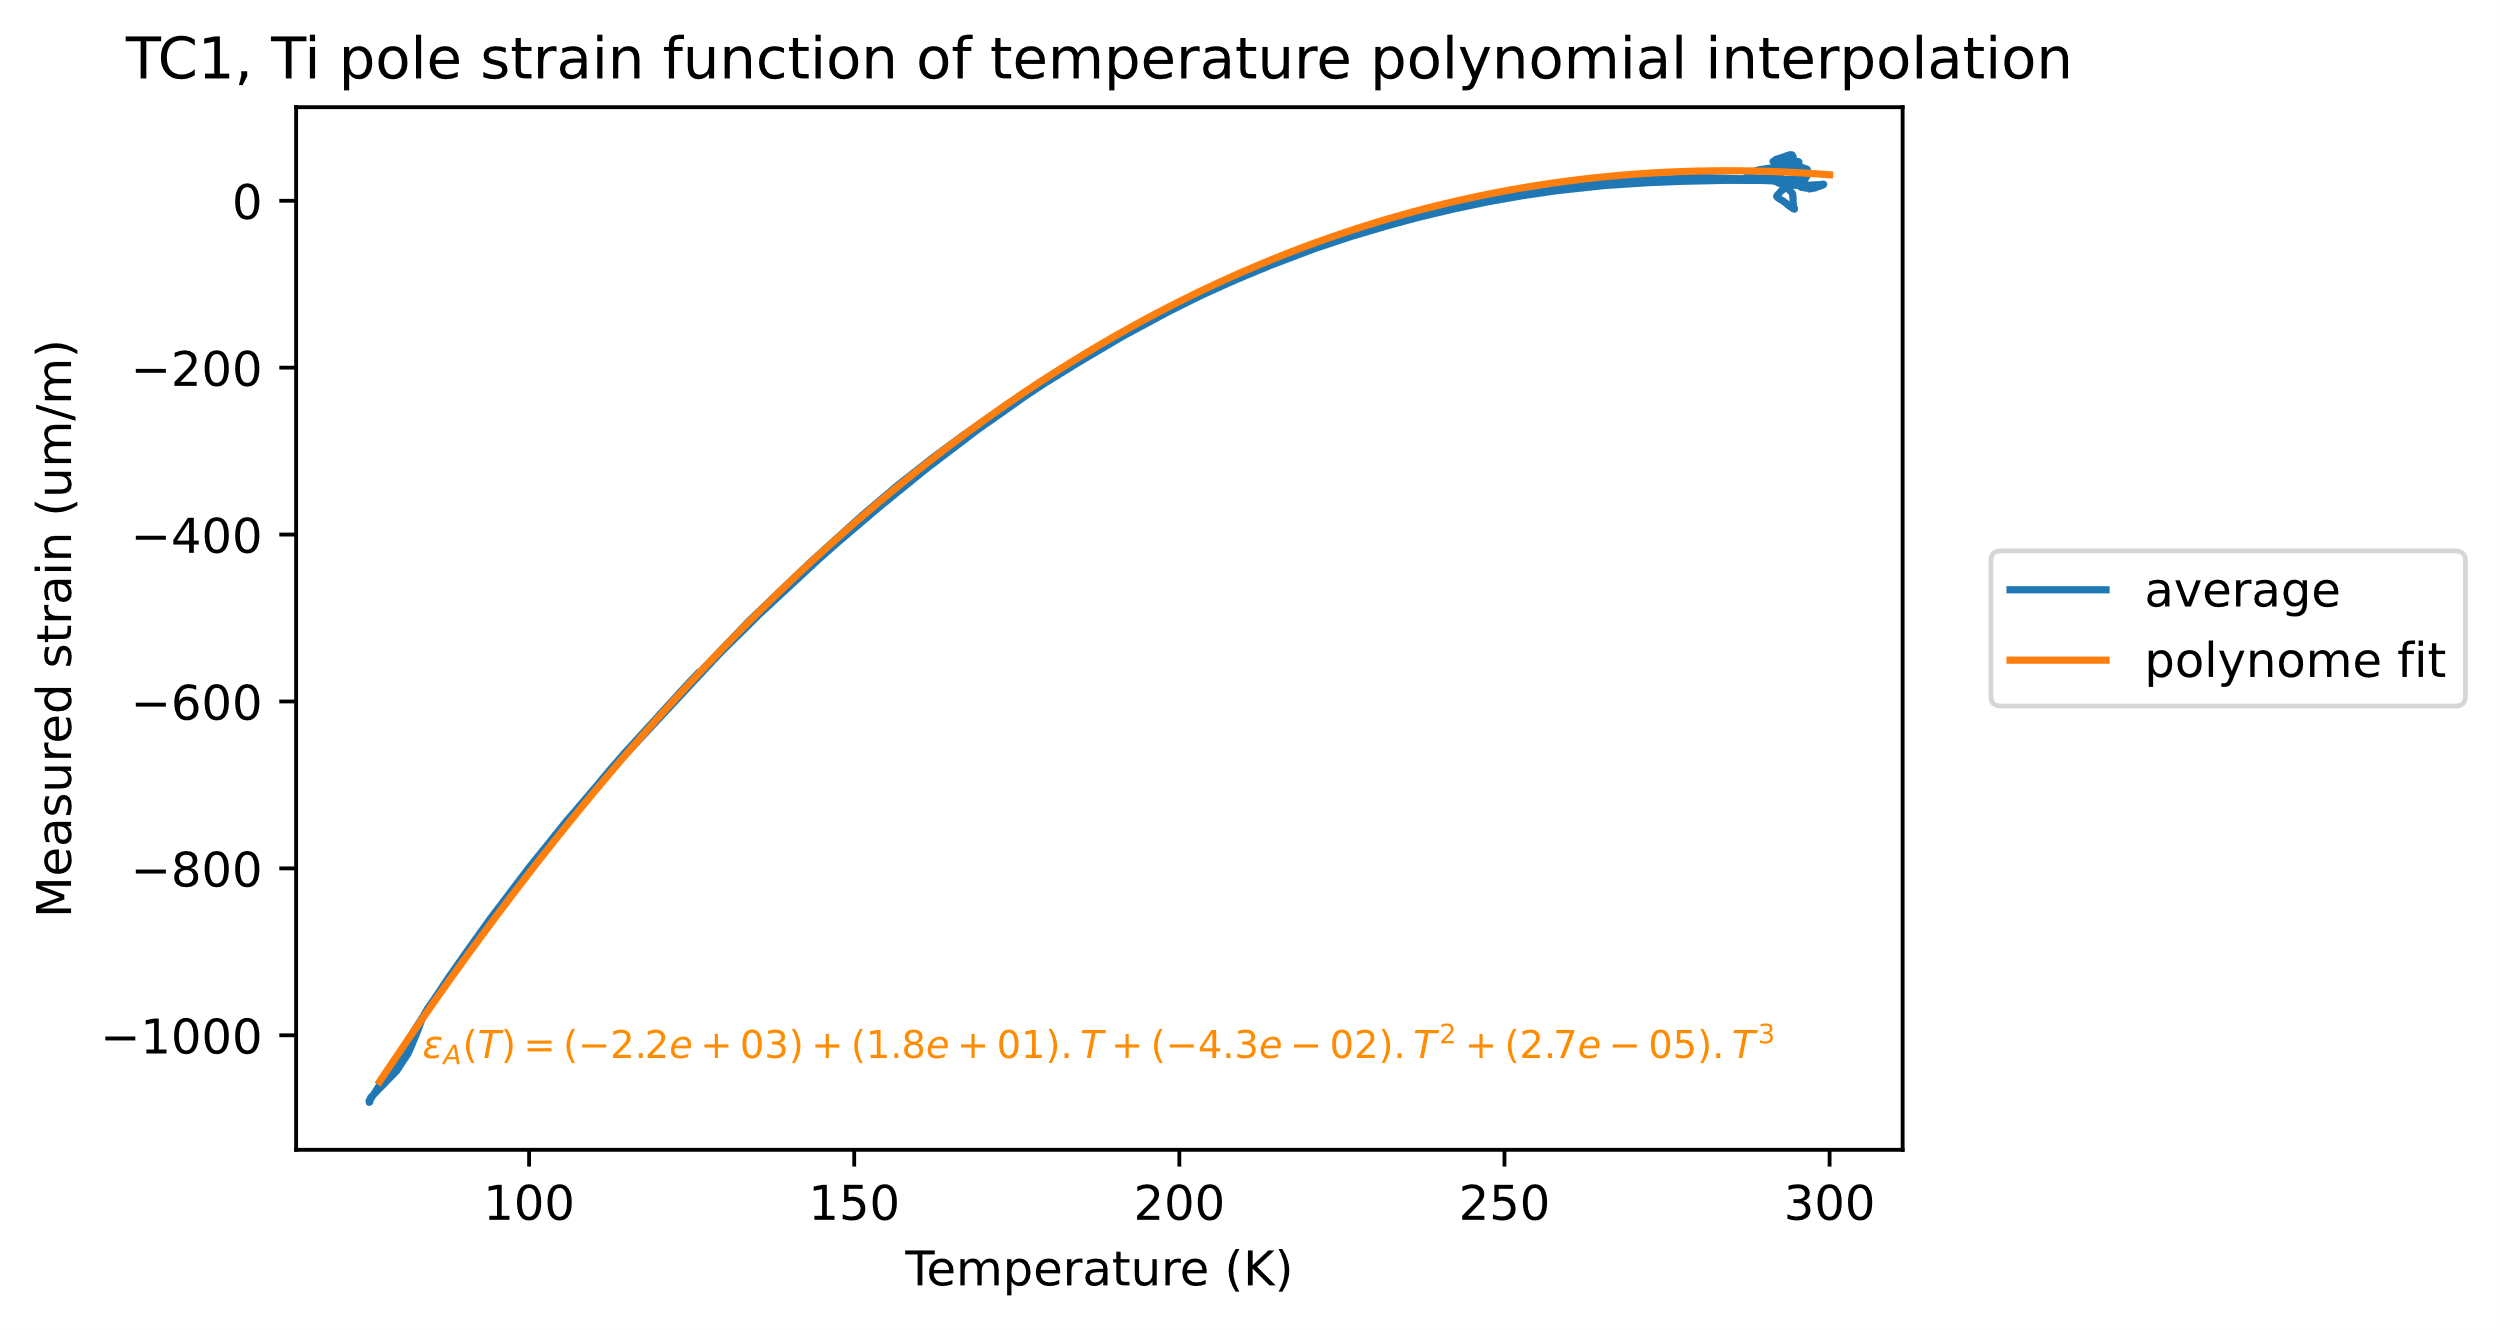 TC1, Ti pole strain function of temperature polynomial interpolation
Measured strain (um/m)
0
−200
−400
−600
−800
−1000
ε_A(T) = (−2.2e + 03) + (1.8e + 01). T + (−4.3e − 02). T² + (2.7e − 05). T³
100 150 200 250 300
Temperature (K)
average
polynome fit